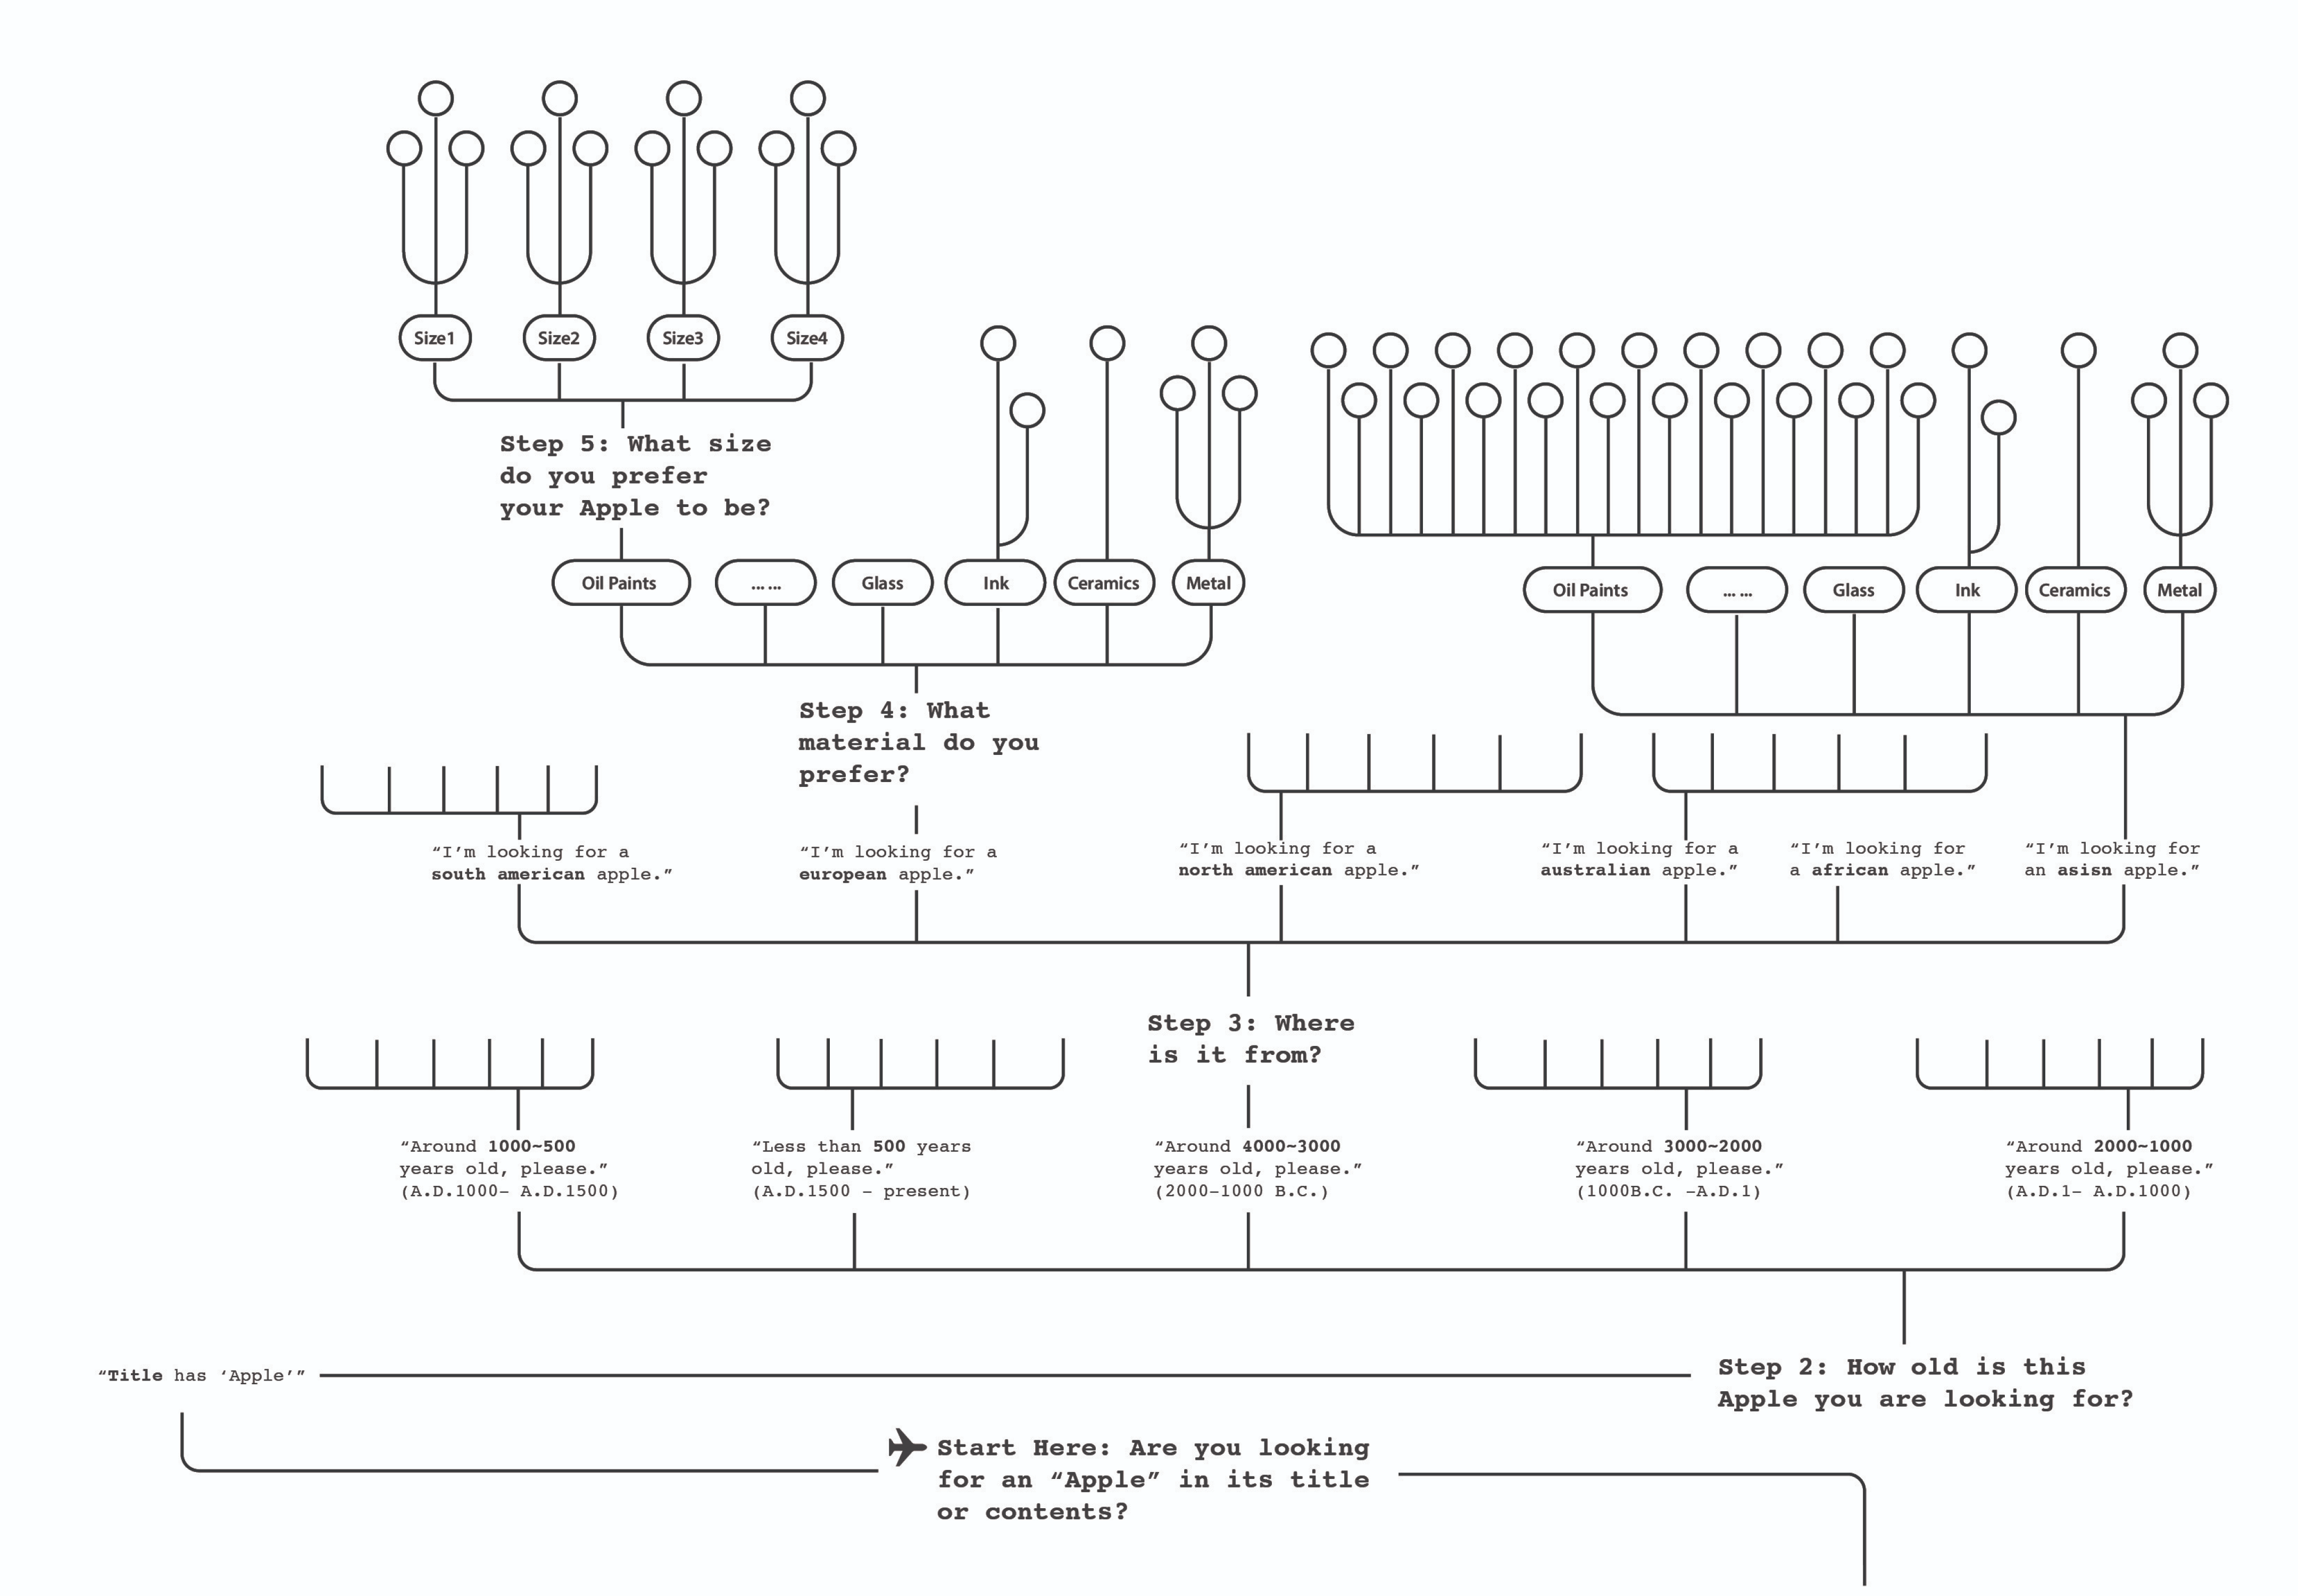 Size1
Size2
Size3
Size4
Step 5: What size
do you prefer
your Apple to be?
Oil Paints
... ...
Glass
Ink
Ceramics
Metal
Oil Paints
... ...
Glass
Ink
Ceramics
Metal
Step 4: What
material do you
prefer?
“I’m looking for a
south american apple.”
“I’m looking for a
european apple.”
“I’m looking for a
north american apple.”
“I’m looking for a
australian apple.”
“I’m looking for
a african apple.”
“I’m looking for
an asisn apple.”
Step 3: Where
is it from?
“Around 1000~500
years old, please.”
(A.D.1000– A.D.1500)
“Less than 500 years
old, please.”
(A.D.1500 – present)
“Around 4000~3000
years old, please.”
(2000–1000 B.C.)
“Around 3000~2000
years old, please.”
(1000B.C. –A.D.1)
“Around 2000~1000
years old, please.”
(A.D.1– A.D.1000)
“Title has ‘Apple’”
Step 2: How old is this
Apple you are looking for?
Start Here: Are you looking
for an “Apple” in its title
or contents?